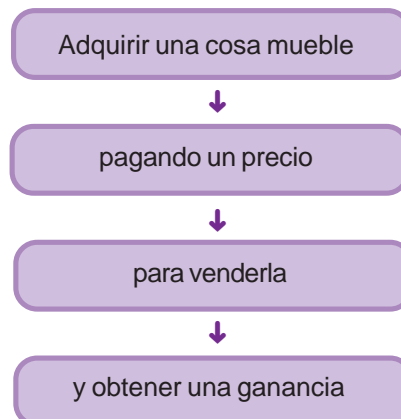 Adquirir una cosa mueble
pagando un precio
para venderla
y obtener una ganancia